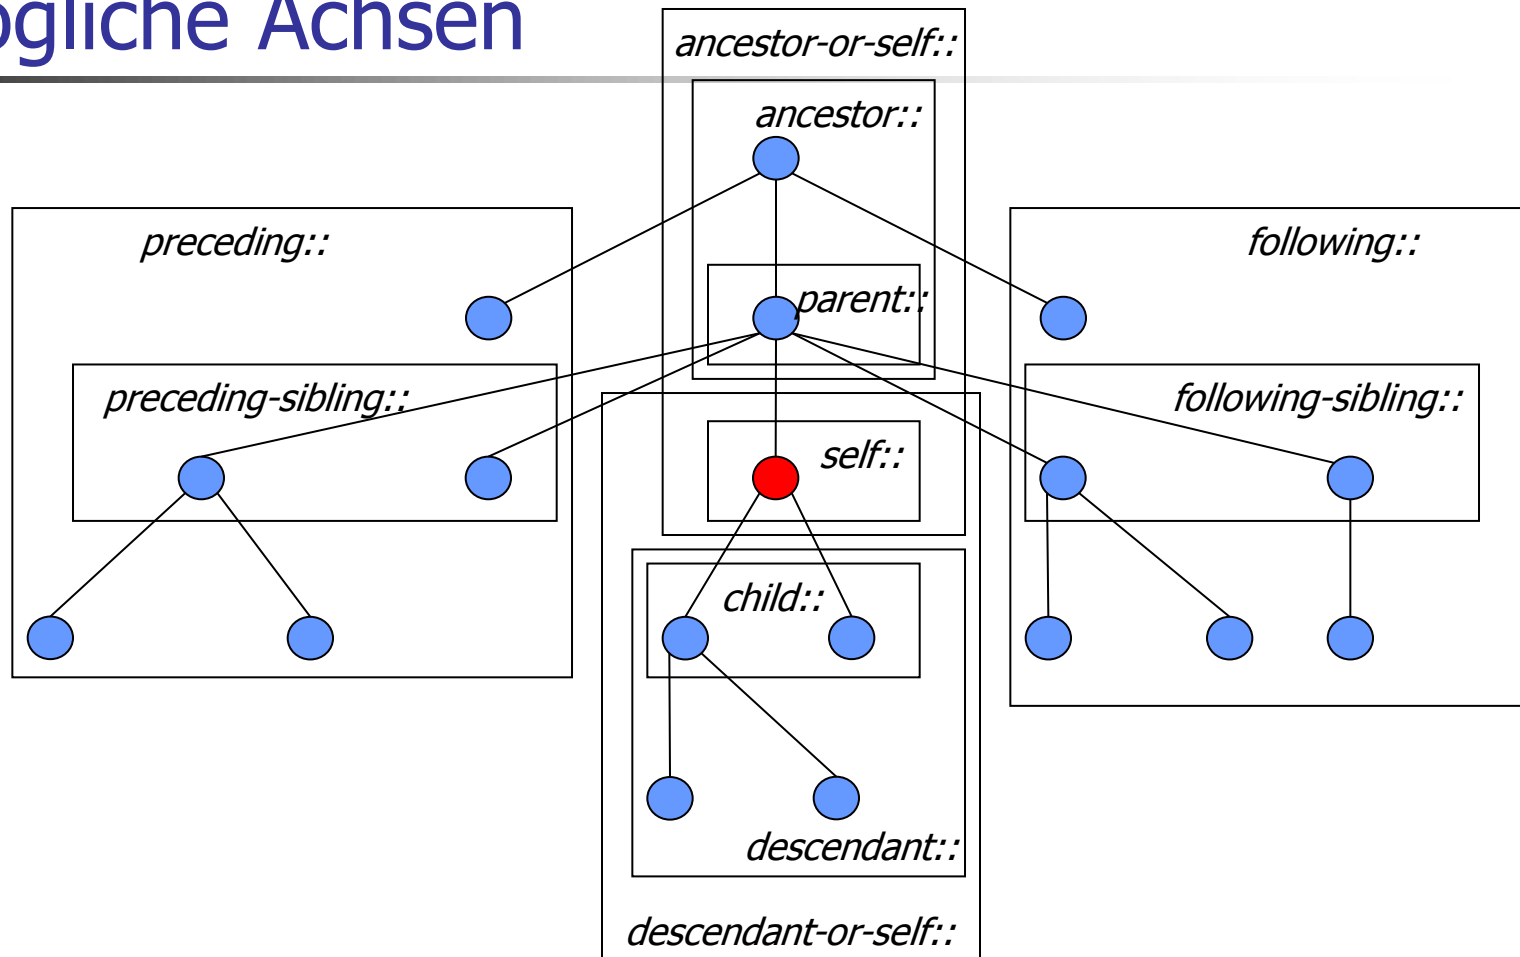 ögliche Achsen
ancestor-or-self::
ancestor::
preceding::
following::
parent::
preceding-sibling::
following-sibling::
self::
child::
descendant::
descendant-or-self::